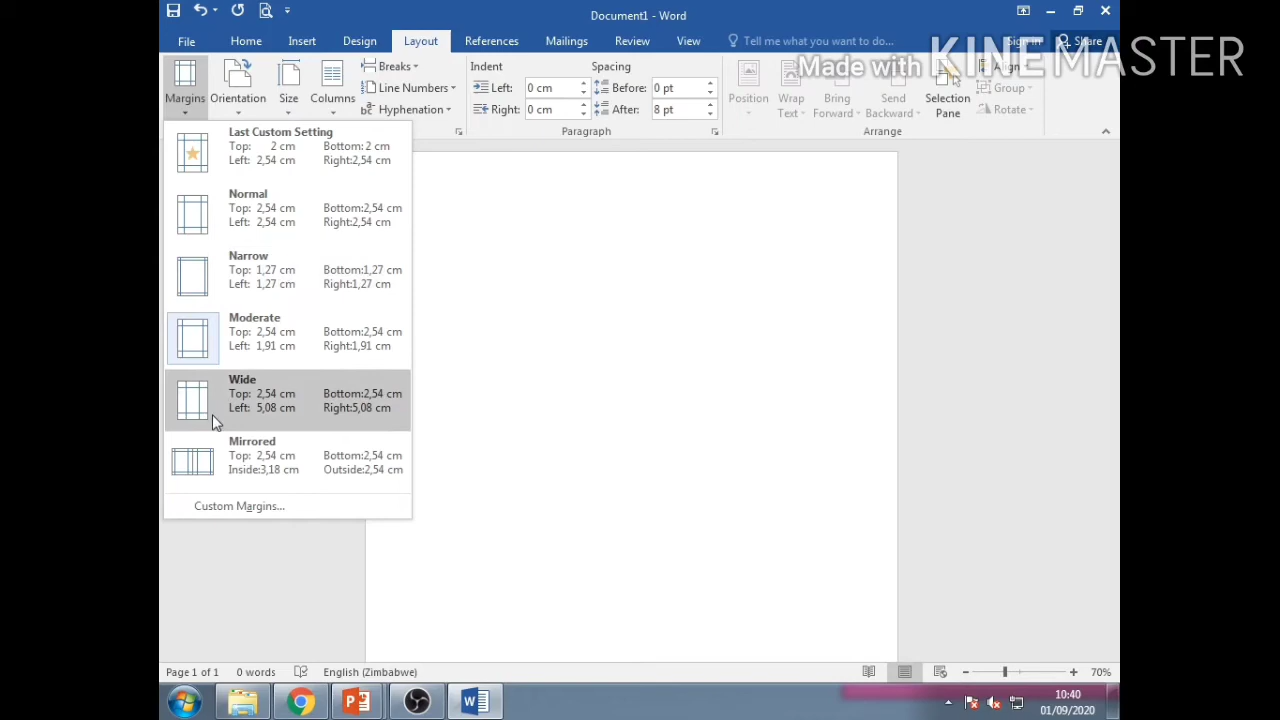 Document1 - Word
File Home Insert Design Layout References Mailings Review View Tell me what you want to do... Sign in Share
Made with KINEMASTER
Margins Orientation Size Columns
Breaks
Line Numbers
Hyphenation
Indent
Left: 0 cm
Right: 0 cm
Spacing
Before: 0 pt
After: 8 pt
Paragraph
Position
Wrap Text
Bring Forward
Send Backward
Selection Pane
Align
Group
Rotate
Arrange
Last Custom Setting
Top: 2 cm Bottom: 2 cm
Left: 2,54 cm Right:2,54 cm
Normal
Top: 2,54 cm Bottom:2,54 cm
Left: 2,54 cm Right:2,54 cm
Narrow
Top: 1,27 cm Bottom:1,27 cm
Left: 1,27 cm Right:1,27 cm
Moderate
Top: 2,54 cm Bottom:2,54 cm
Left: 1,91 cm Right:1,91 cm
Wide
Top: 2,54 cm Bottom:2,54 cm
Left: 5,08 cm Right:5,08 cm
Mirrored
Top: 2,54 cm Bottom:2,54 cm
Inside:3,18 cm Outside:2,54 cm
Custom Margins...
Page 1 of 1 0 words English (Zimbabwe) 70%
10:40
01/09/2020